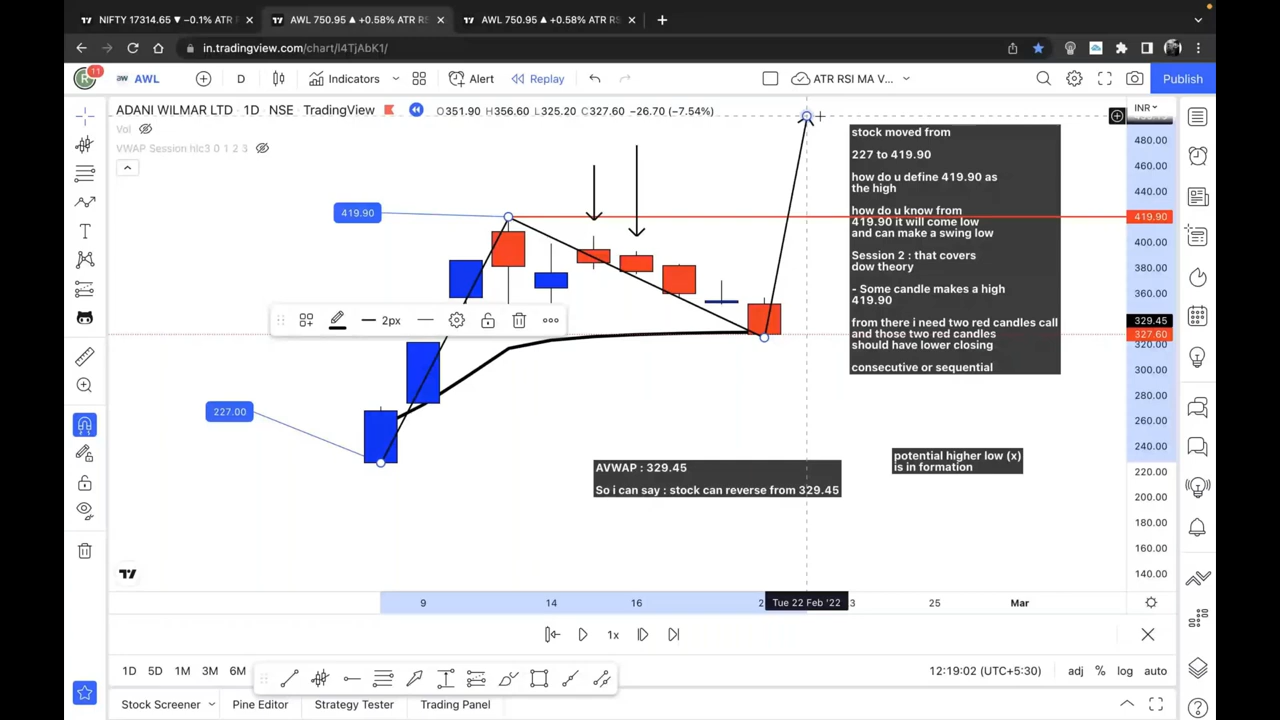 NIFTY 17314.65 ▼ −0.1% ATR R
AWL 750.95 ▲ +0.58% ATR RS
AWL 750.95 ▲ +0.58% ATR RS
in.tradingview.com/chart/l4TjAbK1/
R 11
AWL
D
Indicators
Alert
Replay
ATR RSI MA V...
Publish
ADANI WILMAR LTD · 1D · NSE · TradingView
O351.90 H356.60 L325.20 C327.60 −26.70 (−7.54%)
INR
Vol
VWAP Session hlc3 0 1 2 3
480.00
460.00
440.00
419.90
400.00
380.00
360.00
329.45
327.60
320.00
300.00
280.00
260.00
240.00
220.00
200.00
180.00
160.00
140.00
stock moved from
227 to 419.90
how do u define 419.90 as
the high
how do u know from
419.90 it will come low
and can make a swing low
Session 2 : that covers
dow theory
- Some candle makes a high
419.90
from there i need two red candles call
and those two red candles
should have lower closing
consecutive or sequential
419.90
2px
227.00
potential higher low (x)
is in formation
AVWAP : 329.45
So i can say : stock can reverse from 329.45
9
14
16
2
Tue 22 Feb '22
3
25
Mar
1x
1D
5D
1M
3M
6M
12:19:02 (UTC+5:30)
adj
%
log
auto
Stock Screener
Pine Editor
Strategy Tester
Trading Panel